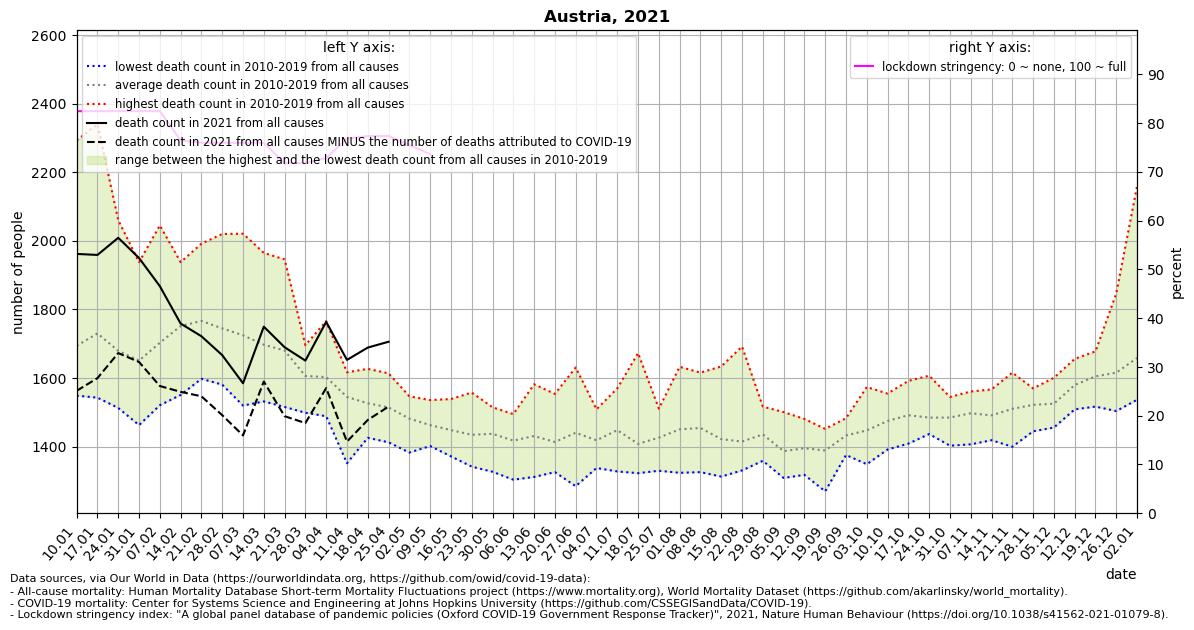 Austria, 2021
left Y axis:
lowest death count in 2010-2019 from all causes
average death count in 2010-2019 from all causes
highest death count in 2010-2019 from all causes
death count in 2021 from all causes
death count in 2021 from all causes MINUS the number of deaths attributed to COVID-19
range between the highest and the lowest death count from all causes in 2010-2019
right Y axis:
lockdown stringency: 0 ~ none, 100 ~ full
number of people
2600
2400
2200
2000
1800
1600
1400
percent
90
80
70
60
50
40
30
20
10
0
10.01 17.01 24.01 31.01 07.02 14.02 21.02 28.02 07.03 14.03 21.03 28.03 04.04 11.04 18.04 25.04 02.05 09.05 16.05 23.05 30.05 06.06 13.06 20.06 27.06 04.07 11.07 18.07 25.07 01.08 08.08 15.08 22.08 29.08 05.09 12.09 19.09 26.09 03.10 10.10 17.10 24.10 31.10 07.11 14.11 21.11 28.11 05.12 12.12 19.12 26.12 02.01
date
Data sources, via Our World in Data (https://ourworldindata.org, https://github.com/owid/covid-19-data):
- All-cause mortality: Human Mortality Database Short-term Mortality Fluctuations project (https://www.mortality.org), World Mortality Dataset (https://github.com/akarlinsky/world_mortality).
- COVID-19 mortality: Center for Systems Science and Engineering at Johns Hopkins University (https://github.com/CSSEGISandData/COVID-19).
- Lockdown stringency index: "A global panel database of pandemic policies (Oxford COVID-19 Government Response Tracker)", 2021, Nature Human Behaviour (https://doi.org/10.1038/s41562-021-01079-8).